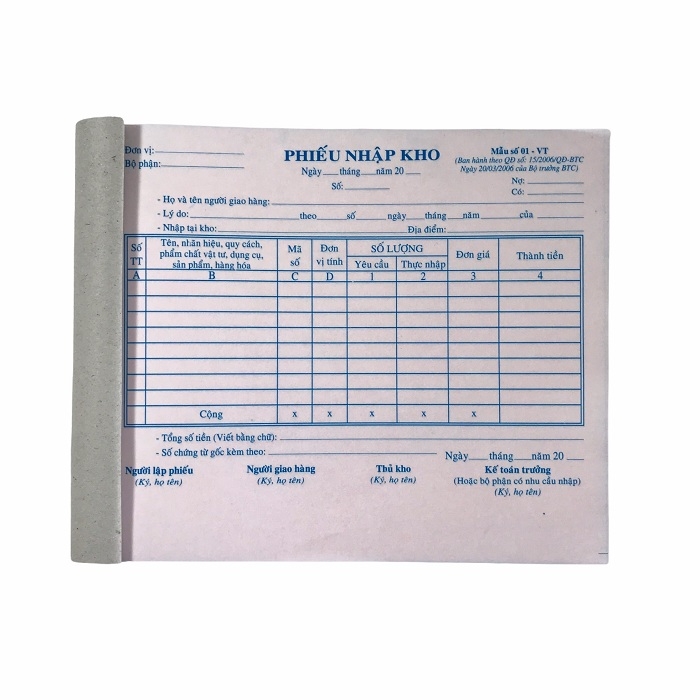 Đơn vị:
Bộ phận:
PHIẾU NHẬP KHO
Ngày tháng năm 20
Số:
Mẫu số 01 - VT
(Ban hành theo QĐ số: 15/2006/QĐ-BTC
Ngày 20/03/2006 của Bộ trưởng BTC)
Nợ:
Có:
- Họ và tên người giao hàng:
- Lý do: theo số ngày tháng năm của
- Nhập tại kho: Địa điểm:
Số TT
Tên, nhãn hiệu, quy cách, phẩm chất vật tư, dụng cụ, sản phẩm, hàng hóa
Mã số
Đơn vị tính
SỐ LƯỢNG
Yêu cầu Thực nhập
Đơn giá
Thành tiền
A B C D 1 2 3 4
Cộng x x x x x
- Tổng số tiền (Viết bằng chữ):
- Số chứng từ gốc kèm theo:
Ngày tháng năm 20
Người lập phiếu
(Ký, họ tên)
Người giao hàng
(Ký, họ tên)
Thủ kho
(Ký, họ tên)
Kế toán trưởng
(Hoặc bộ phận có nhu cầu nhập)
(Ký, họ tên)